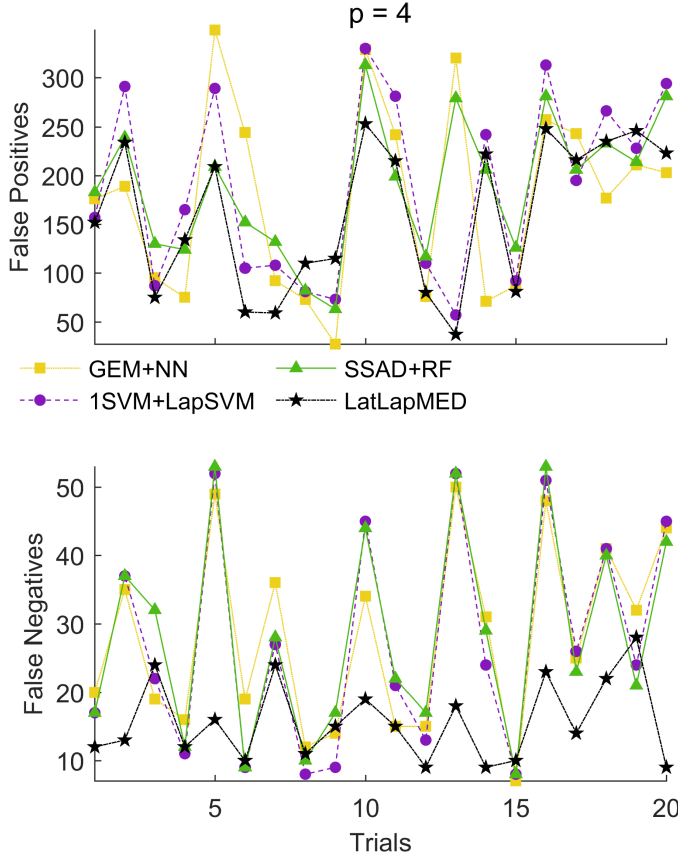 p = 4
False Positives
300
250
200
150
100
50
GEM+NN
SSAD+RF
1SVM+LapSVM
LatLapMED
False Negatives
50
40
30
20
10
5
10
15
20
Trials